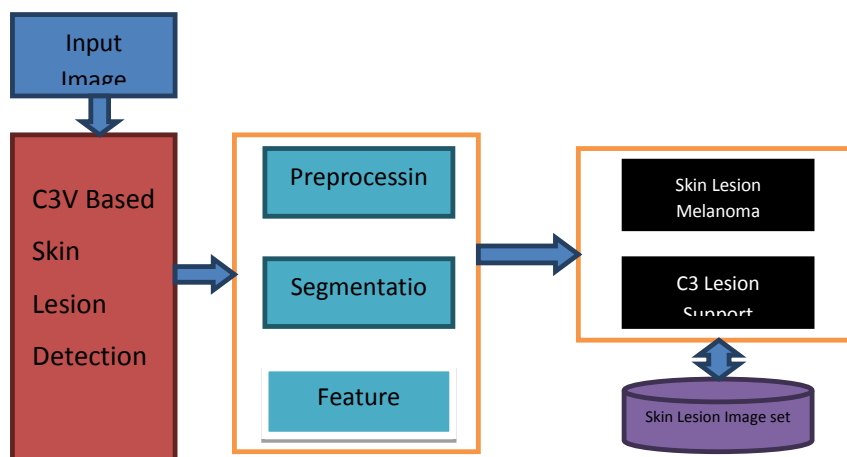 Input
Image
C3V Based
Skin
Lesion
Detection
Preprocessin
Segmentatio
Feature
Skin Lesion
Melanoma
C3 Lesion
Support
Skin Lesion Image set